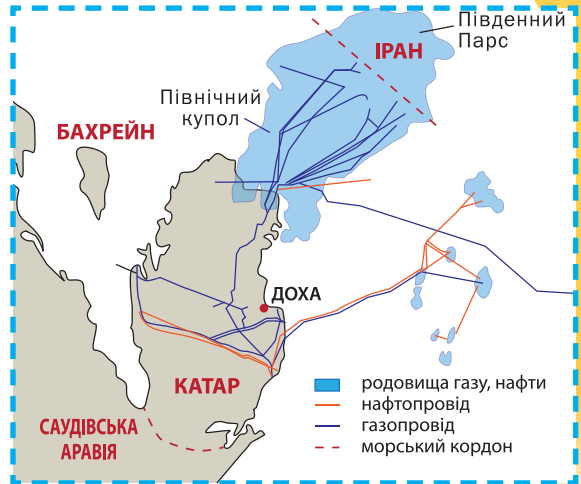 Південний
Парс
ІРАН
Північний
купол
БАХРЕЙН
ДОХА
КАТАР
САУДІВСЬКА
АРАВІЯ
родовища газу, нафти
нафтопровід
газопровід
морський кордон